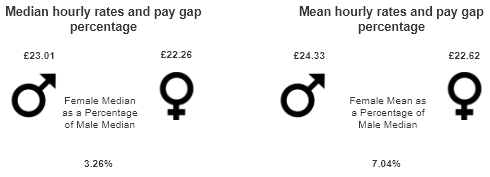 Median hourly rates and pay gap
percentage
£23.01
£22.26
Female Median
as a Percentage
of Male Median
3.26%
Mean hourly rates and pay gap
percentage
£24.33
£22.62
Female Mean as
a Percentage of
Male Median
7.04%